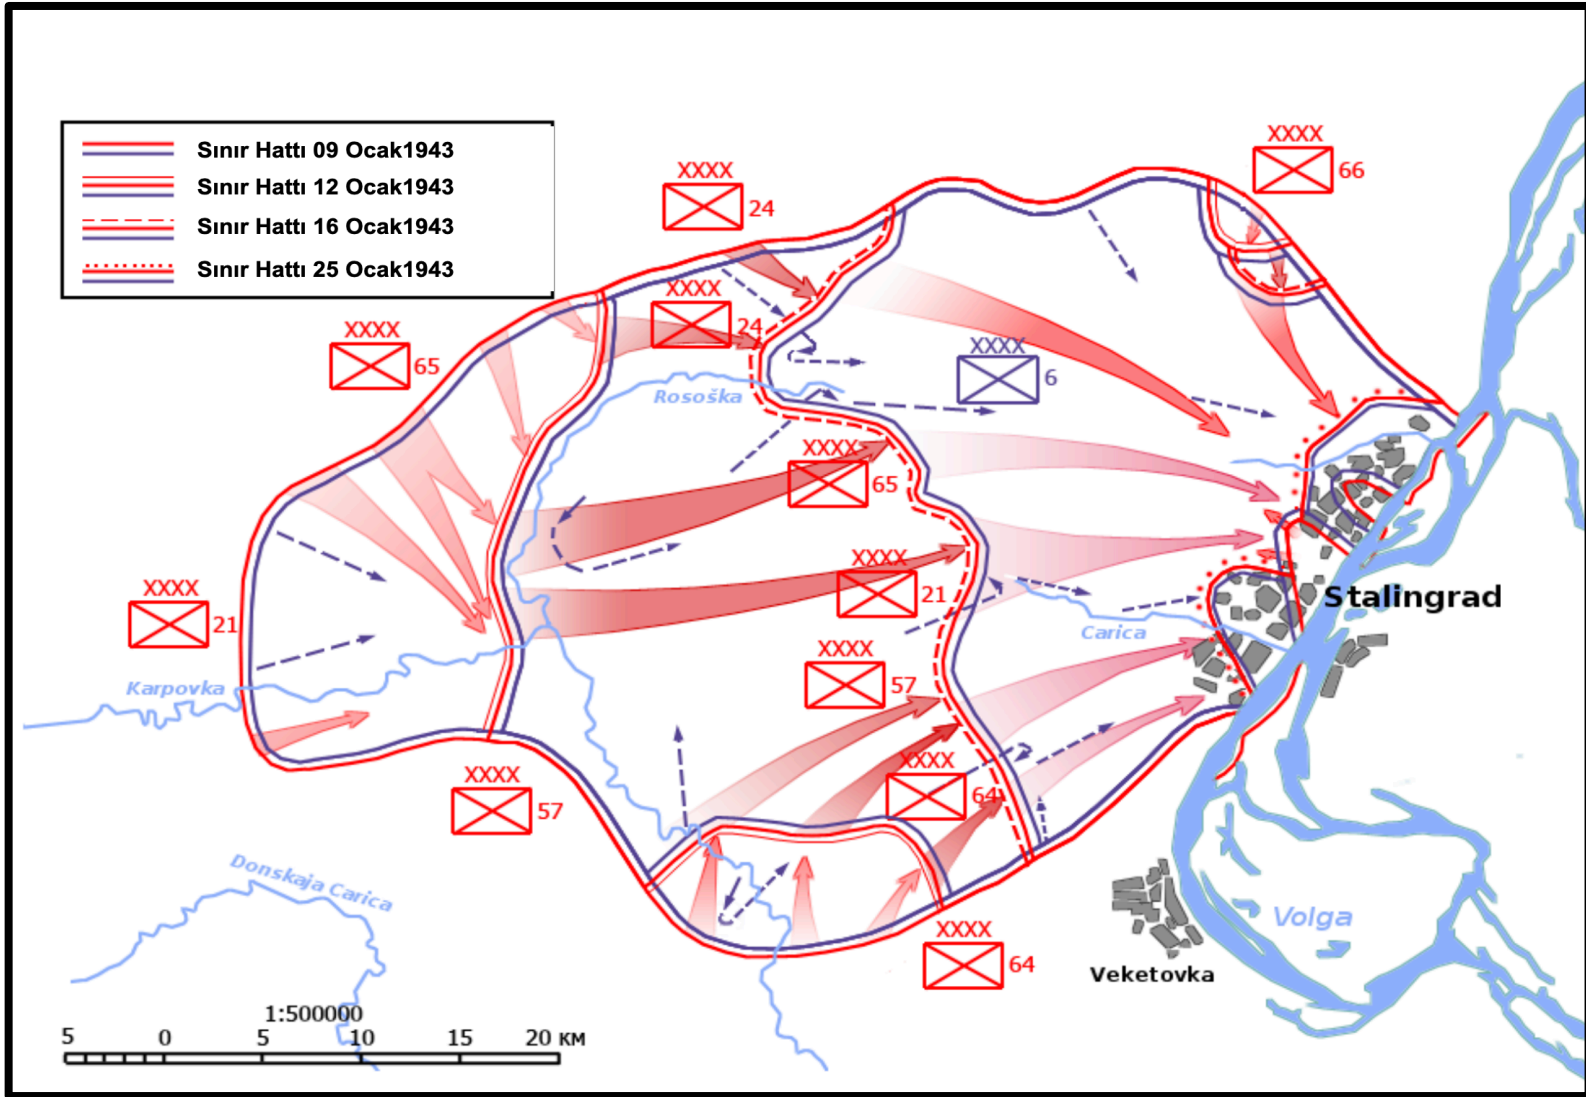 Sınır Hattı 09 Ocak1943
Sınır Hattı 12 Ocak1943
Sınır Hattı 16 Ocak1943
Sınır Hattı 25 Ocak1943
XXXX
66
XXXX
24
XXXX
24
XXXX
65
XXXX
6
Rosoška
XXXX
65
XXXX
21
XXXX
21
Stalingrad
Carica
XXXX
57
Karpovka
XXXX
57
XXXX
64
Donskaja Carica
Volga
XXXX
64
Veketovka
1:500000
5 0 5 10 15 20 км